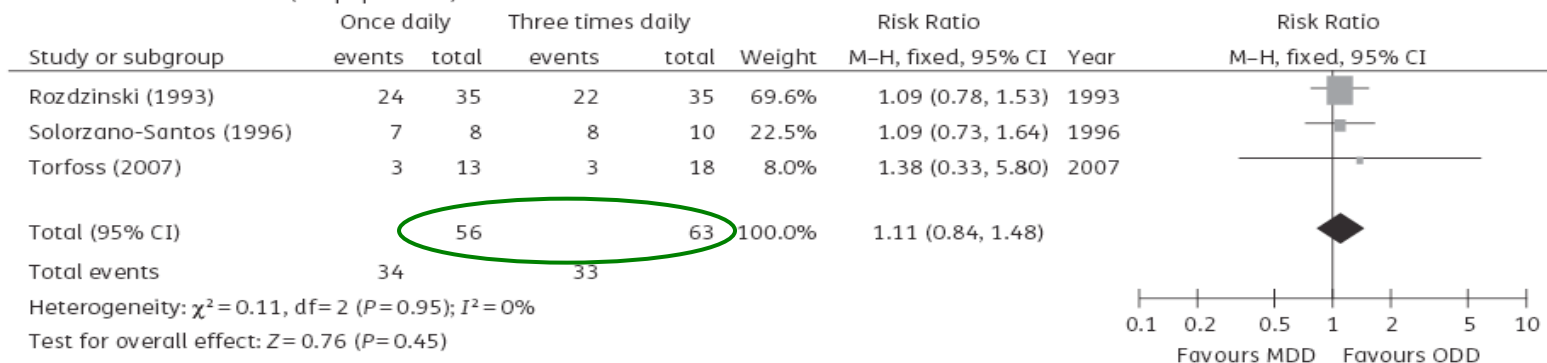 Once daily Three times daily Risk Ratio Risk Ratio
Study or subgroup events total events total Weight M–H, fixed, 95% CI Year M–H, fixed, 95% CI
Rozdzinski (1993) 24 35 22 35 69.6% 1.09 (0.78, 1.53) 1993
Solorzano-Santos (1996) 7 8 8 10 22.5% 1.09 (0.73, 1.64) 1996
Torfoss (2007) 3 13 3 18 8.0% 1.38 (0.33, 5.80) 2007
Total (95% CI) 56 63 100.0% 1.11 (0.84, 1.48)
Total events 34 33
Heterogeneity: χ² = 0.11, df = 2 (P = 0.95); I² = 0%
Test for overall effect: Z = 0.76 (P = 0.45)
0.1 0.2 0.5 1 2 5 10
Favours MDD Favours ODD